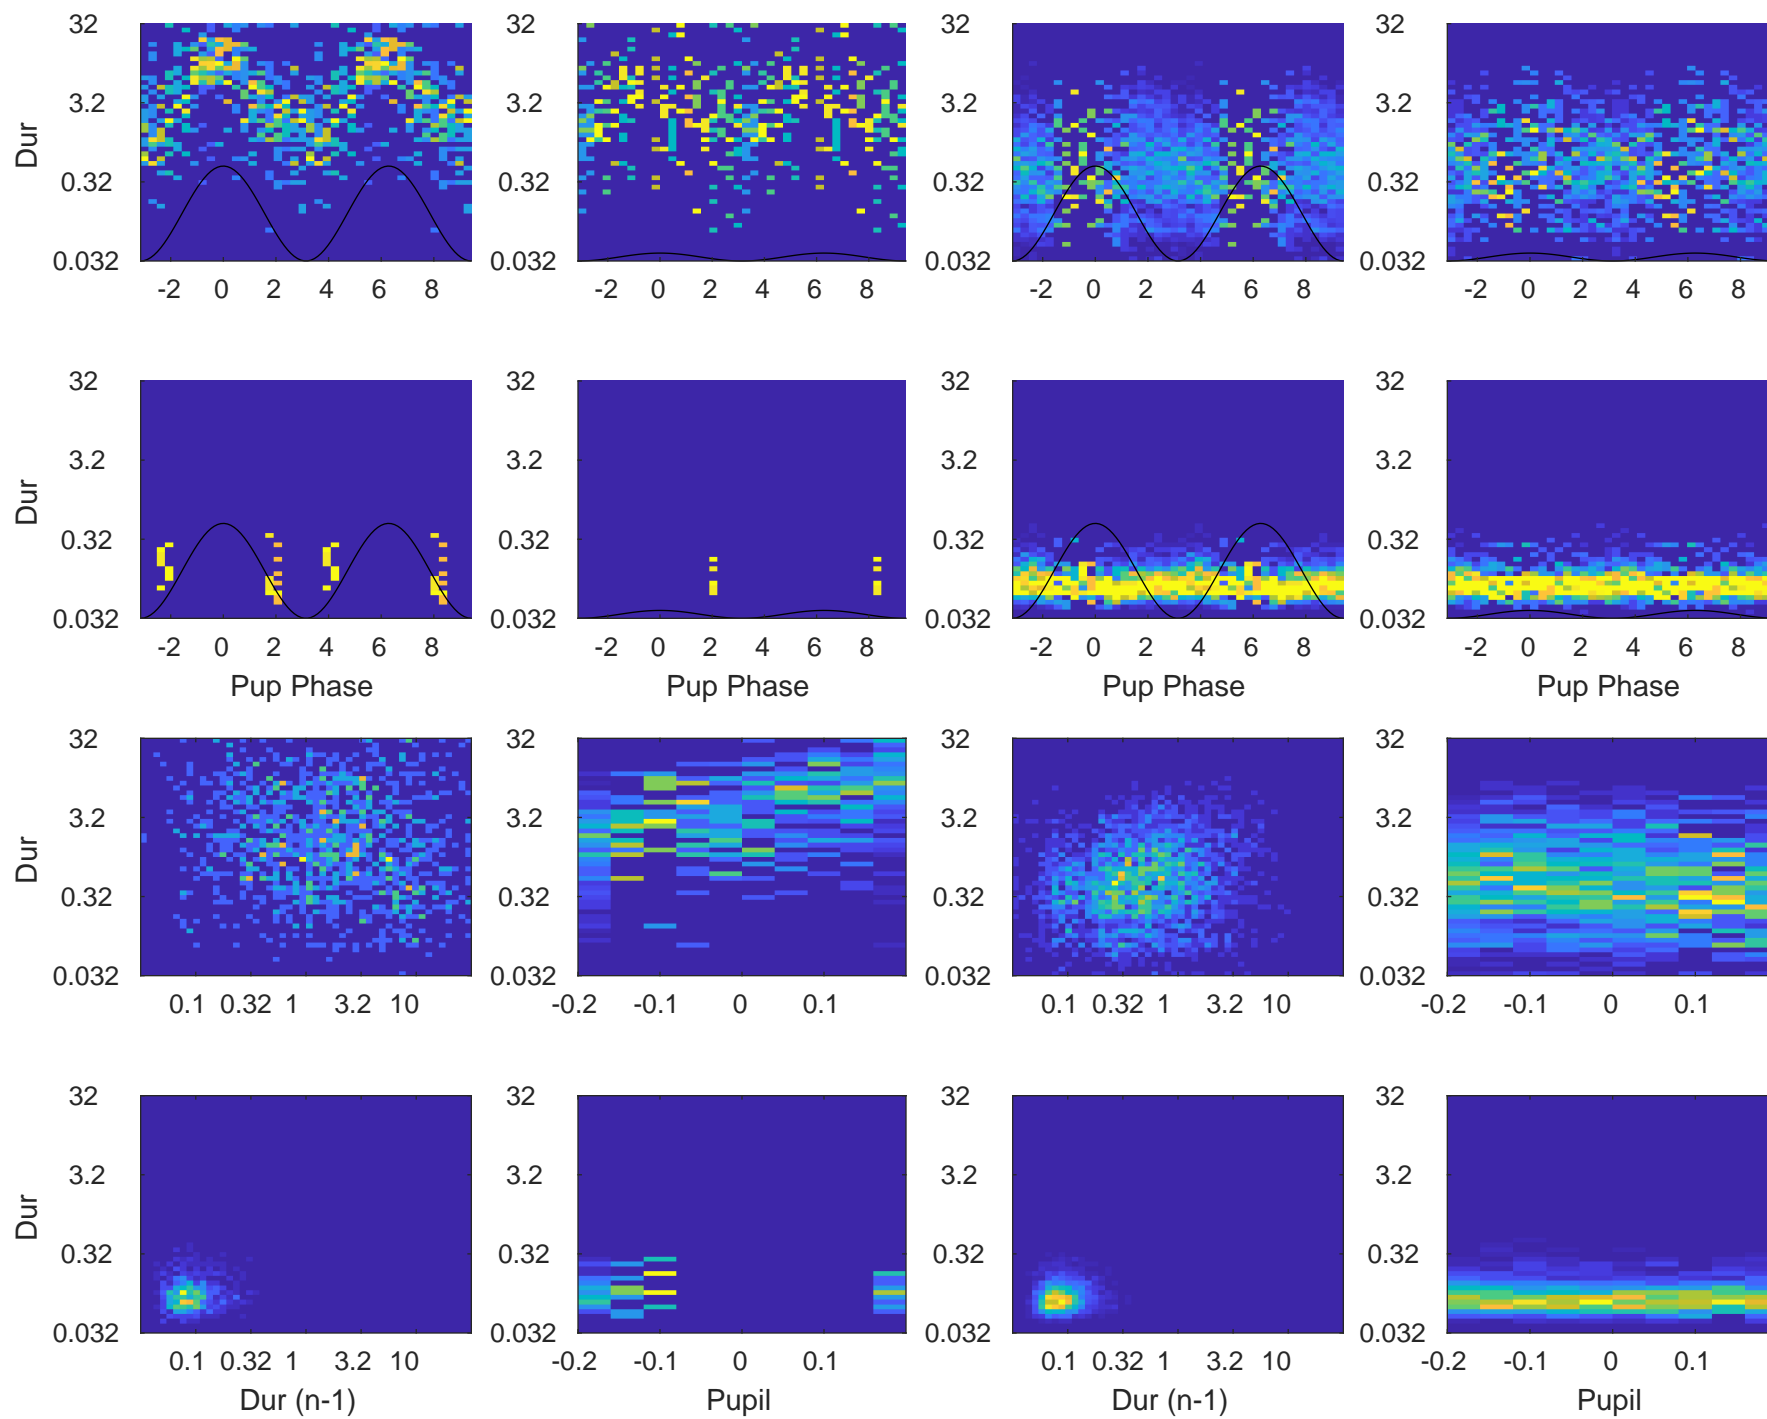 32 32 32 32
Dur 3.2 3.2 3.2 3.2
0.32 0.32 0.32 0.32
0.032 0.032 0.032 0.032
-2 0 2 4 6 8 -2 0 2 4 6 8 -2 0 2 4 6 8 -2 0 2 4 6 8
32 32 32 32
Dur 3.2 3.2 3.2 3.2
0.32 0.32 0.32 0.32
0.032 0.032 0.032 0.032
-2 0 2 4 6 8 -2 0 2 4 6 8 -2 0 2 4 6 8 -2 0 2 4 6 8
Pup Phase Pup Phase Pup Phase Pup Phase
32 32 32 32
Dur 3.2 3.2 3.2 3.2
0.32 0.32 0.32 0.32
0.032 0.032 0.032 0.032
0.1 0.32 1 3.2 10 -0.2 -0.1 0 0.1 0.1 0.32 1 3.2 10 -0.2 -0.1 0 0.1
32 32 32 32
Dur 3.2 3.2 3.2 3.2
0.32 0.32 0.32 0.32
0.032 0.032 0.032 0.032
0.1 0.32 1 3.2 10 -0.2 -0.1 0 0.1 0.1 0.32 1 3.2 10 -0.2 -0.1 0 0.1
Dur (n-1) Pupil Dur (n-1) Pupil